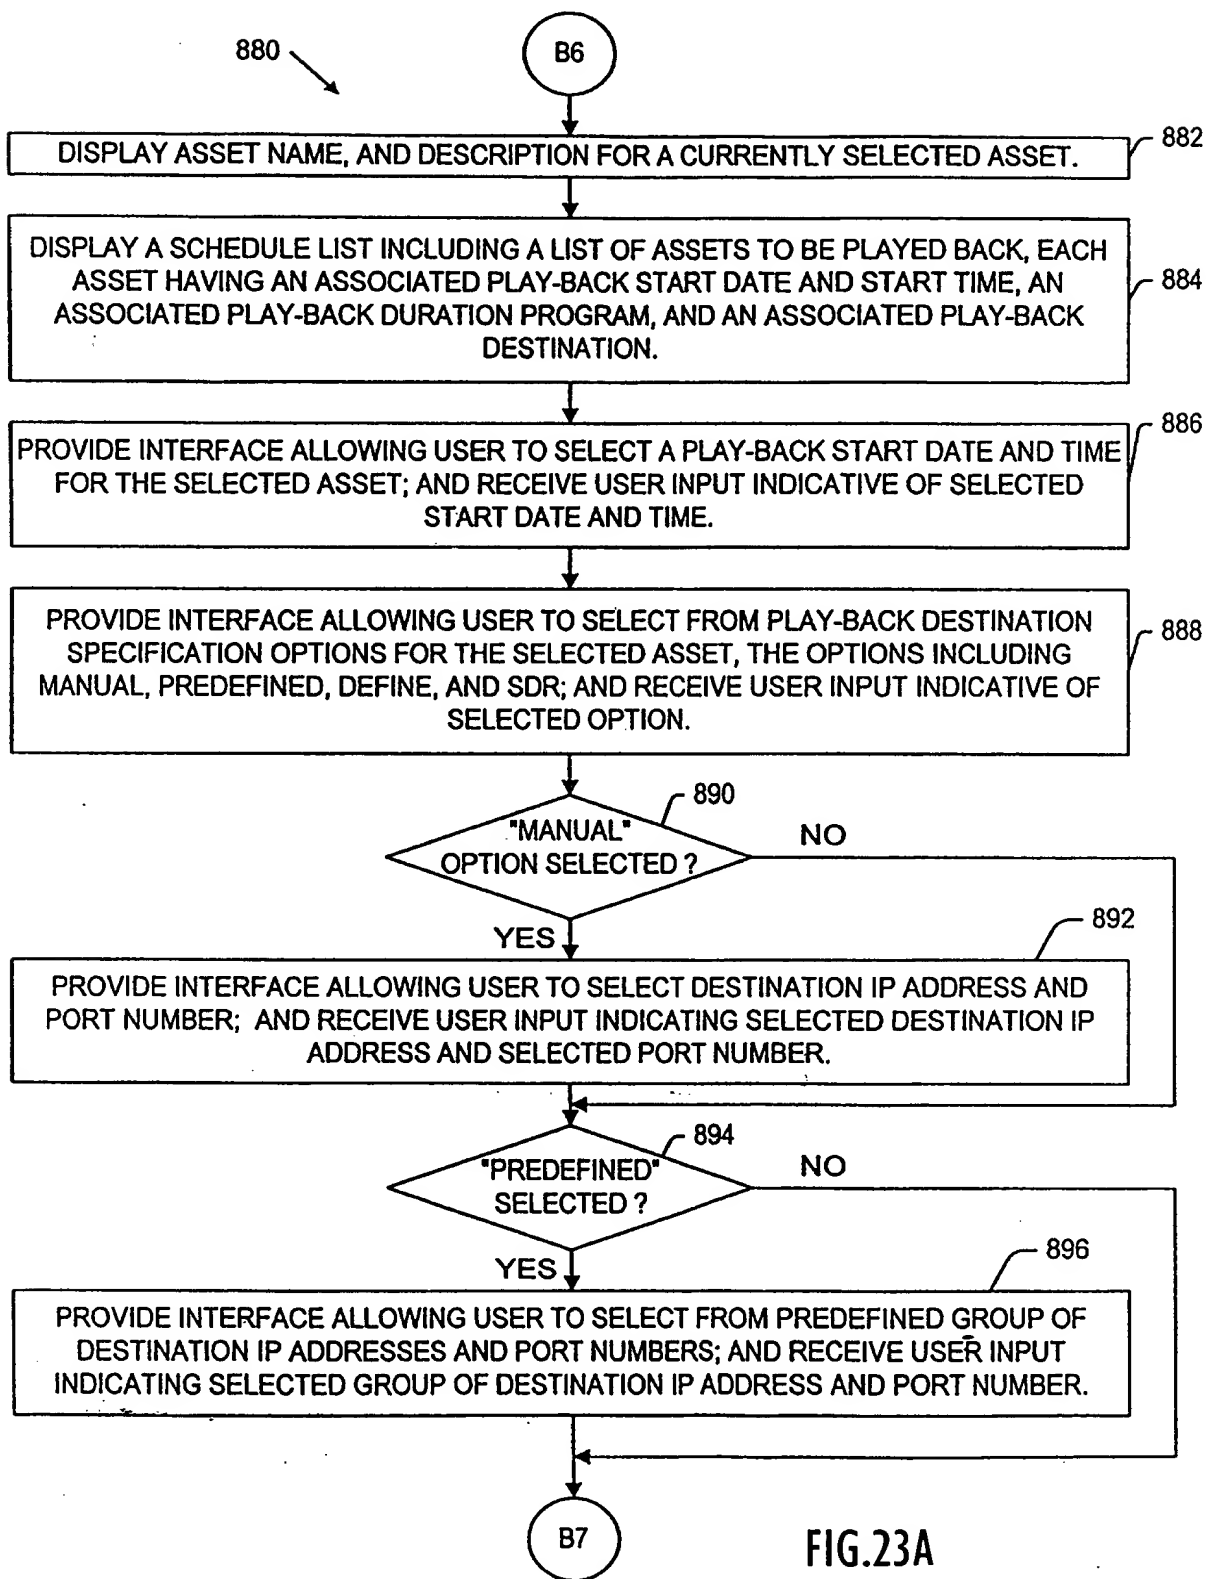 880
B6
882
DISPLAY ASSET NAME, AND DESCRIPTION FOR A CURRENTLY SELECTED ASSET.
DISPLAY A SCHEDULE LIST INCLUDING A LIST OF ASSETS TO BE PLAYED BACK, EACH
ASSET HAVING AN ASSOCIATED PLAY-BACK START DATE AND START TIME, AN
ASSOCIATED PLAY-BACK DURATION PROGRAM, AND AN ASSOCIATED PLAY-BACK
DESTINATION.
884
886
PROVIDE INTERFACE ALLOWING USER TO SELECT A PLAY-BACK START DATE AND TIME
FOR THE SELECTED ASSET; AND RECEIVE USER INPUT INDICATIVE OF SELECTED
START DATE AND TIME.
PROVIDE INTERFACE ALLOWING USER TO SELECT FROM PLAY-BACK DESTINATION
SPECIFICATION OPTIONS FOR THE SELECTED ASSET, THE OPTIONS INCLUDING
MANUAL, PREDEFINED, DEFINE, AND SDR; AND RECEIVE USER INPUT INDICATIVE OF
SELECTED OPTION.
888
890
"MANUAL"
OPTION SELECTED ?
NO
YES
892
PROVIDE INTERFACE ALLOWING USER TO SELECT DESTINATION IP ADDRESS AND
PORT NUMBER; AND RECEIVE USER INPUT INDICATING SELECTED DESTINATION IP
ADDRESS AND SELECTED PORT NUMBER.
894
"PREDEFINED"
SELECTED ?
NO
YES
896
PROVIDE INTERFACE ALLOWING USER TO SELECT FROM PREDEFINED GROUP OF
DESTINATION IP ADDRESSES AND PORT NUMBERS; AND RECEIVE USER INPUT
INDICATING SELECTED GROUP OF DESTINATION IP ADDRESS AND PORT NUMBER.
B7
FIG.23A